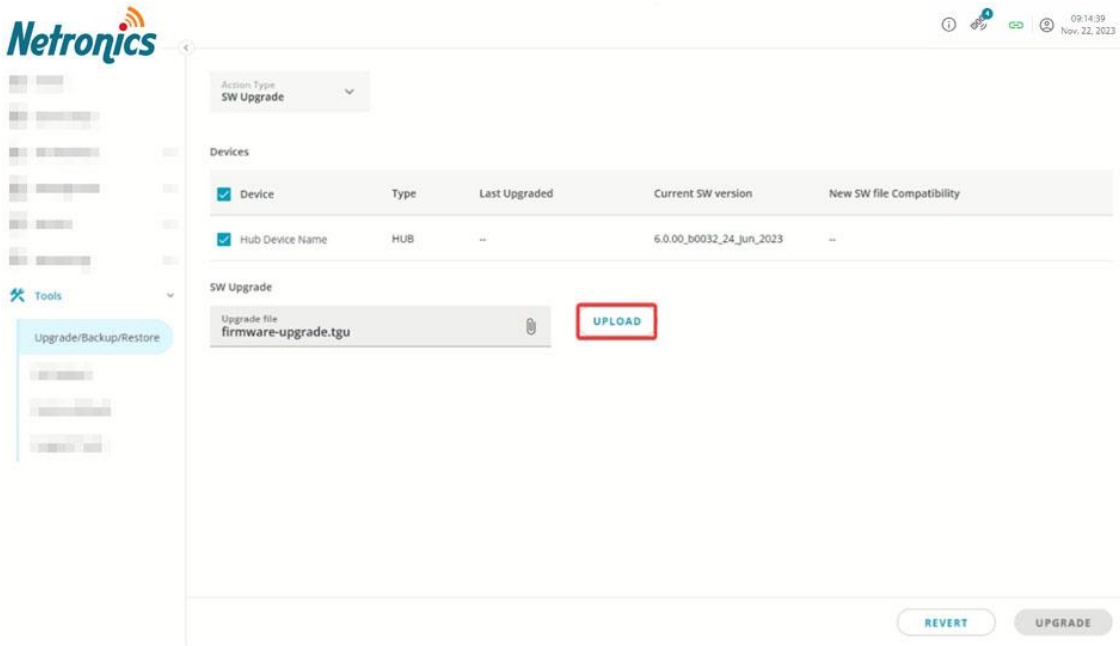 Netronics
4
09:14:39
Nov. 22, 2023
Action Type
SW Upgrade
Devices
Device Type Last Upgraded Current SW version New SW file Compatibility
Hub Device Name HUB -- 6.0.00_b0032_24_Jun_2023 --
Tools
SW Upgrade
Upgrade/Backup/Restore
Upgrade file
firmware-upgrade.tgu
UPLOAD
REVERT
UPGRADE